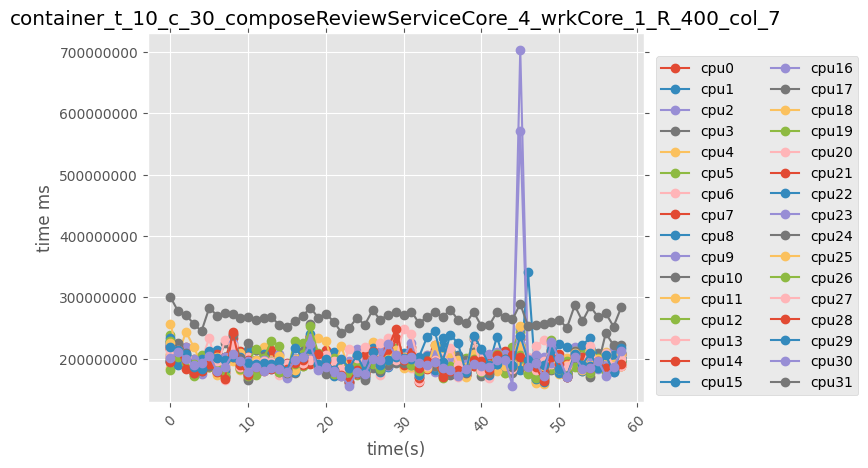 container_t_10_c_30_composeReviewServiceCore_4_wrkCore_1_R_400_col_7
time ms
700000000
600000000
500000000
400000000
300000000
200000000
0
10
20
30
40
50
60
time(s)
cpu0
cpu1
cpu2
cpu3
cpu4
cpu5
cpu6
cpu7
cpu8
cpu9
cpu10
cpu11
cpu12
cpu13
cpu14
cpu15
cpu16
cpu17
cpu18
cpu19
cpu20
cpu21
cpu22
cpu23
cpu24
cpu25
cpu26
cpu27
cpu28
cpu29
cpu30
cpu31